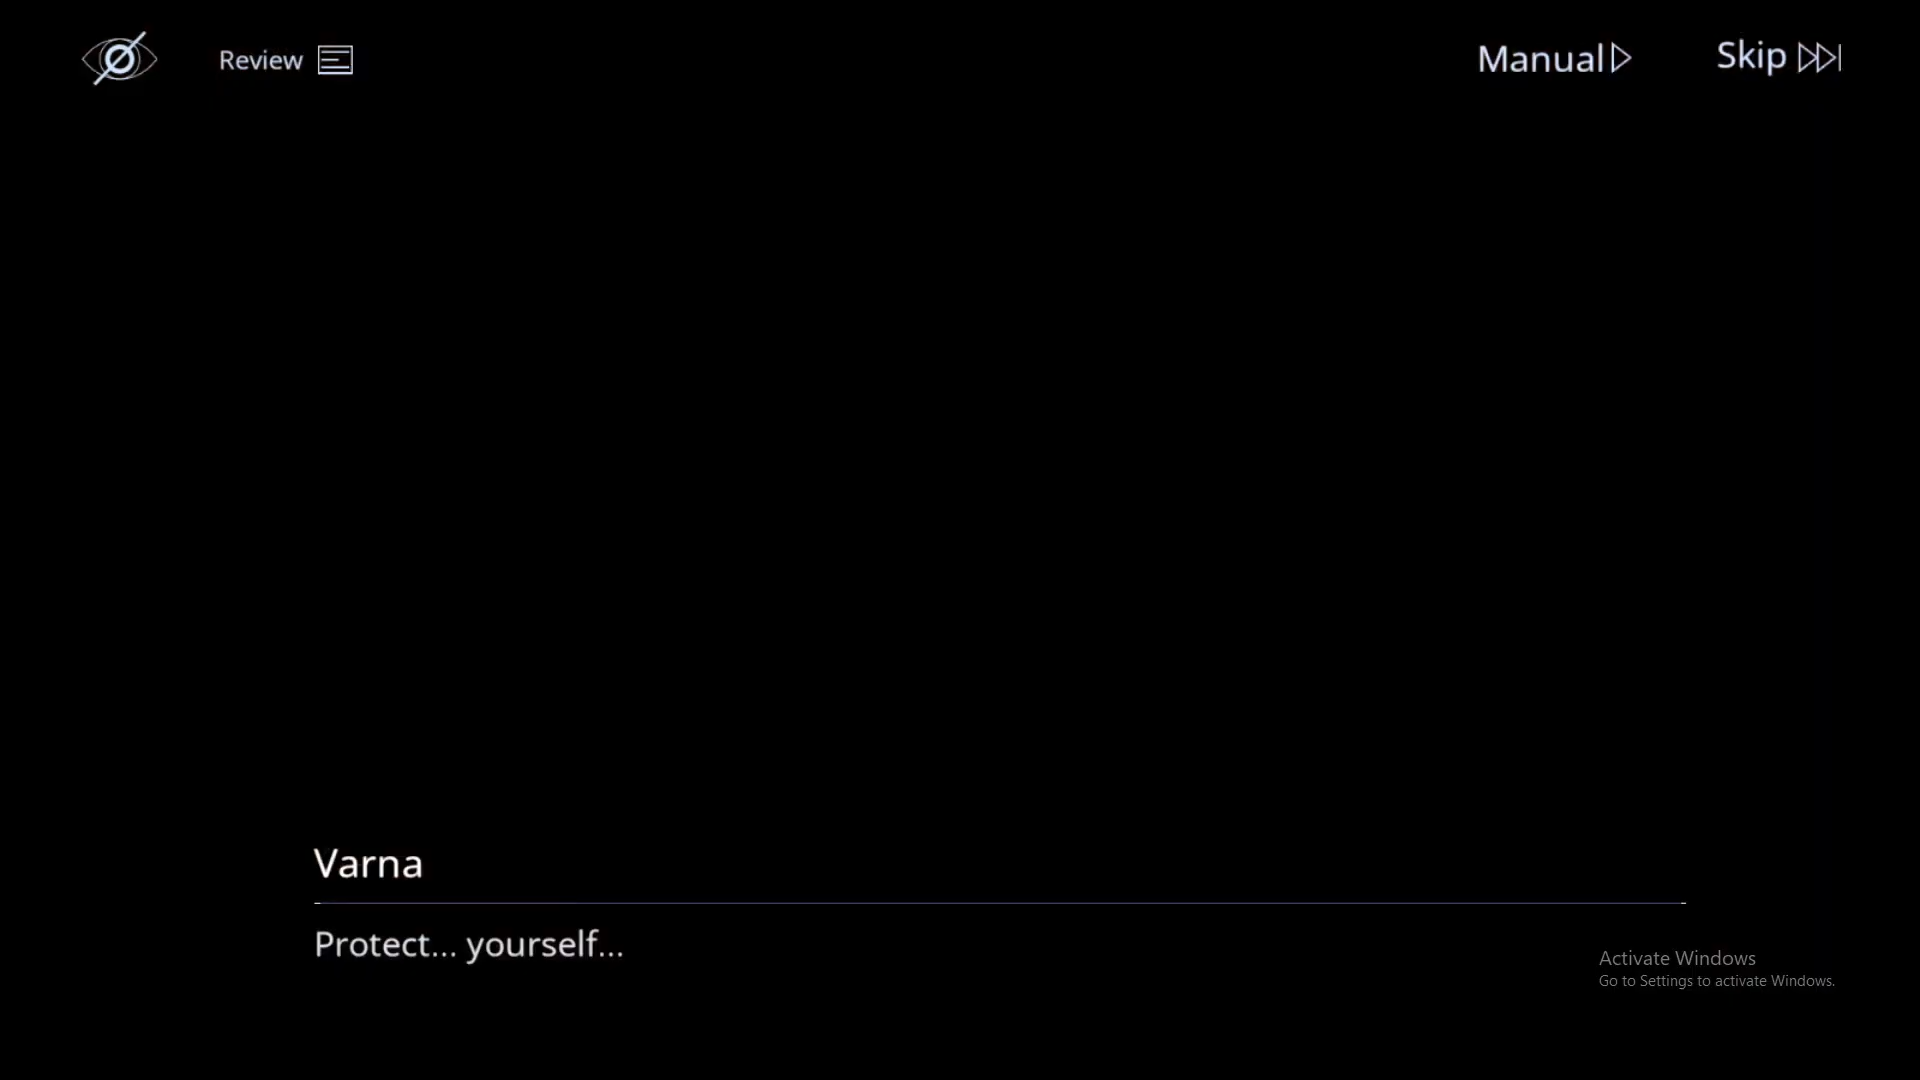 Review
Manual
Skip
Varna
Protect... yourself...
Activate Windows
Go to Settings to activate Windows.